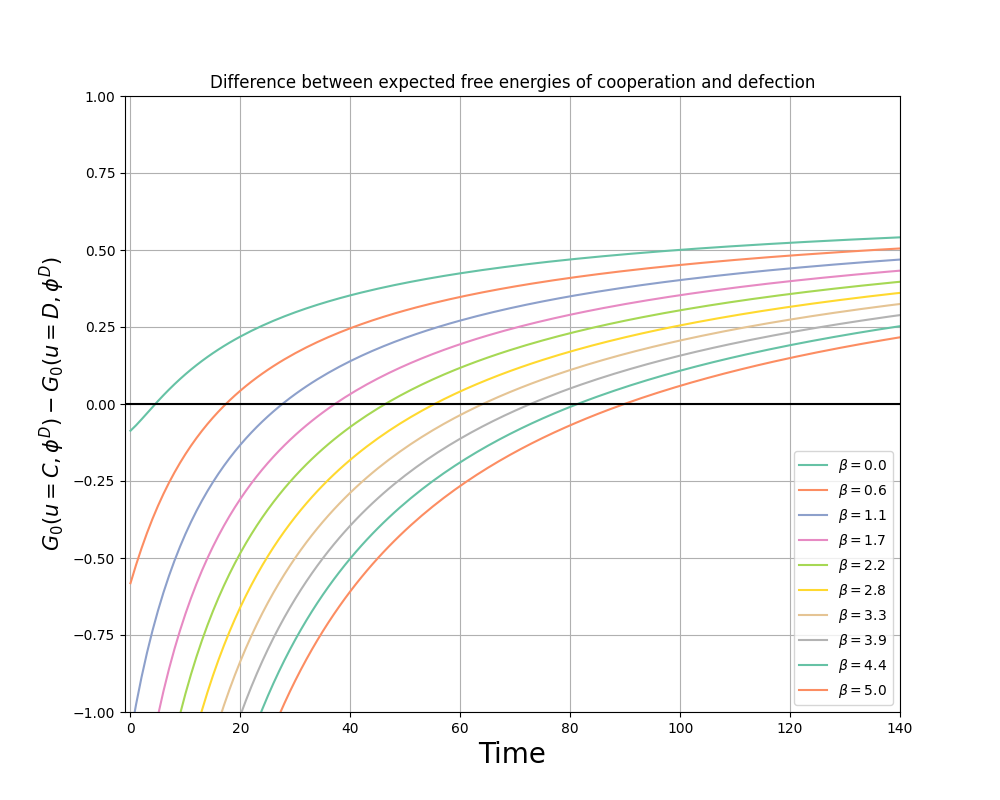 Difference between expected free energies of cooperation and defection
G₀(u = C, ϕᴰ) − G₀(u = D, ϕᴰ)
1.00
0.75
0.50
0.25
0.00
−0.25
−0.50
−0.75
−1.00
0 20 40 60 80 100 120 140
Time
β = 0.0
β = 0.6
β = 1.1
β = 1.7
β = 2.2
β = 2.8
β = 3.3
β = 3.9
β = 4.4
β = 5.0